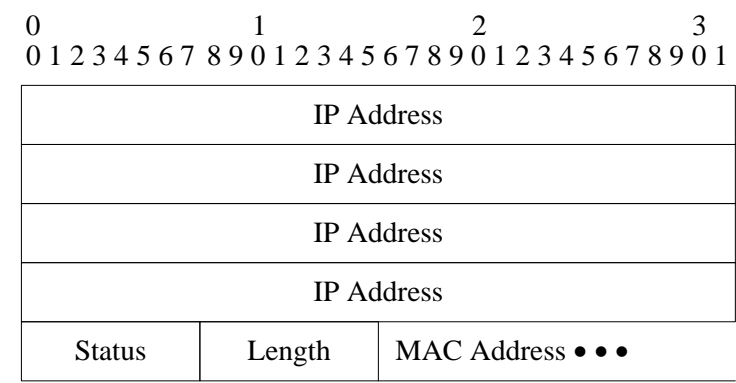 0 1 2 3
0 1 2 3 4 5 6 7 8 9 0 1 2 3 4 5 6 7 8 9 0 1 2 3 4 5 6 7 8 9 0 1
IP Address
IP Address
IP Address
IP Address
Status Length MAC Address • • •